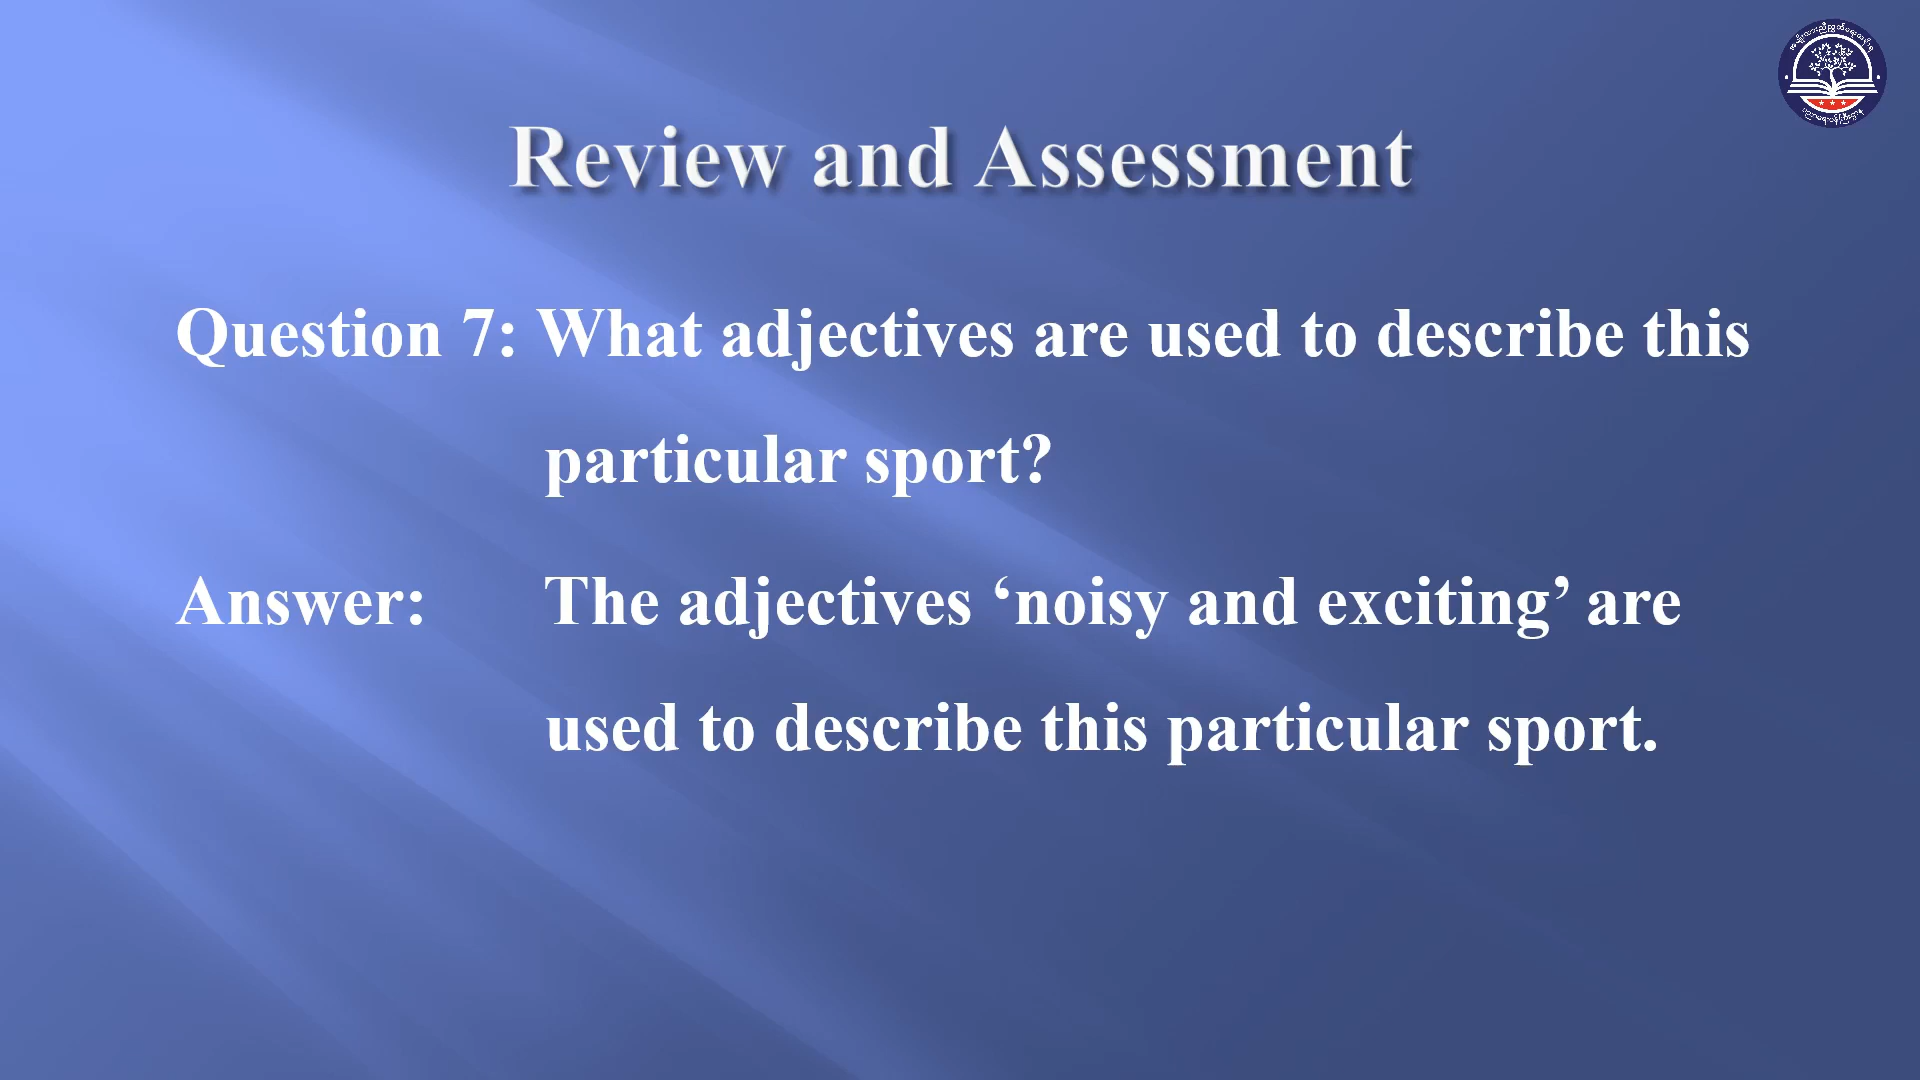 Review and Assessment
Question 7: What adjectives are used to describe this
particular sport?
Answer: The adjectives ‘noisy and exciting’ are
used to describe this particular sport.